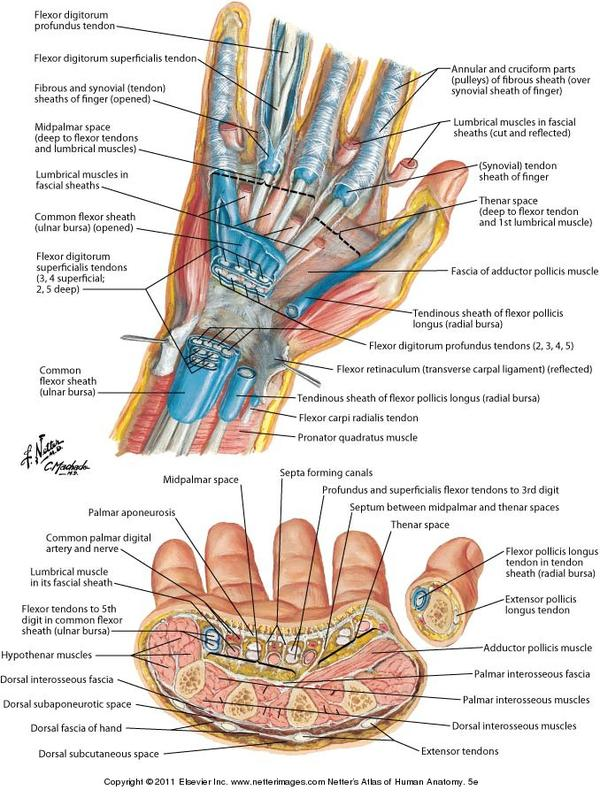 Flexor digitorum
profundus tendon
Flexor digitorum superficialis tendon
Fibrous and synovial (tendon)
sheaths of finger (opened)
Midpalmar space
(deep to flexor tendons
and lumbrical muscles)
Lumbrical muscles in
fascial sheaths
Common flexor sheath
(ulnar bursa) (opened)
Flexor digitorum
superficialis tendons
(3, 4 superficial;
2, 5 deep)
Common
flexor sheath
(ulnar bursa)
Annular and cruciform parts
(pulleys) of fibrous sheath (over
synovial sheath of finger)
Lumbrical muscles in fascial
sheaths (cut and reflected)
(Synovial) tendon
sheath of finger
Thenar space
(deep to flexor tendon
and 1st lumbrical muscle)
Fascia of adductor pollicis muscle
Tendinous sheath of flexor pollicis
longus (radial bursa)
Flexor digitorum profundus tendons (2, 3, 4, 5)
Flexor retinaculum (transverse carpal ligament) (reflected)
Tendinous sheath of flexor pollicis longus (radial bursa)
Flexor carpi radialis tendon
Pronator quadratus muscle
F. Netter
M.D.
C. Machado
M.D.
Midpalmar space
Septa forming canals
Profundus and superficialis flexor tendons to 3rd digit
Septum between midpalmar and thenar spaces
Thenar space
Palmar aponeurosis
Common palmar digital
artery and nerve
Lumbrical muscle
in its fascial sheath
Flexor tendons to 5th
digit in common flexor
sheath (ulnar bursa)
Hypothenar muscles
Dorsal interosseous fascia
Dorsal subaponeurotic space
Dorsal fascia of hand
Dorsal subcutaneous space
Flexor pollicis longus
tendon in tendon
sheath (radial bursa)
Extensor pollicis
longus tendon
Adductor pollicis muscle
Palmar interosseous fascia
Palmar interosseous muscles
Dorsal interosseous muscles
Extensor tendons
Copyright © 2011 Elsevier Inc. www.netterimages.com Netter's Atlas of Human Anatomy. 5e